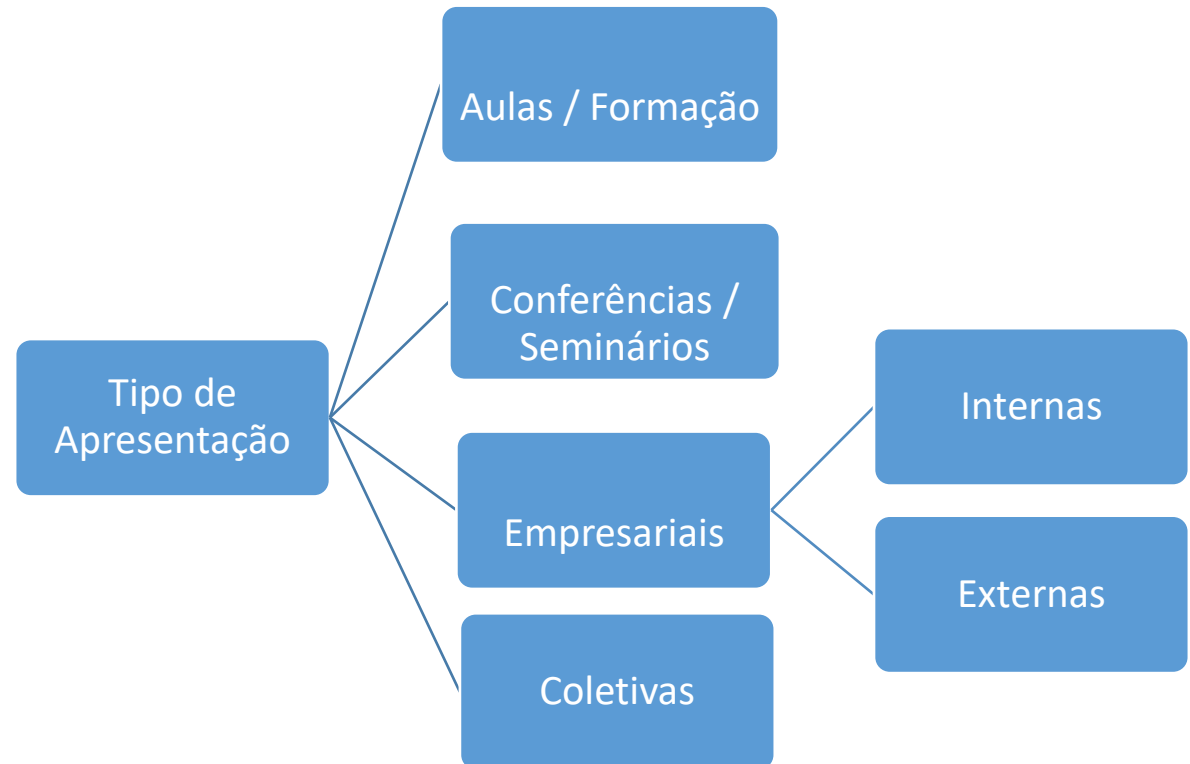 Tipo de
Apresentação
Aulas / Formação
Conferências /
Seminários
Empresariais
Coletivas
Internas
Externas